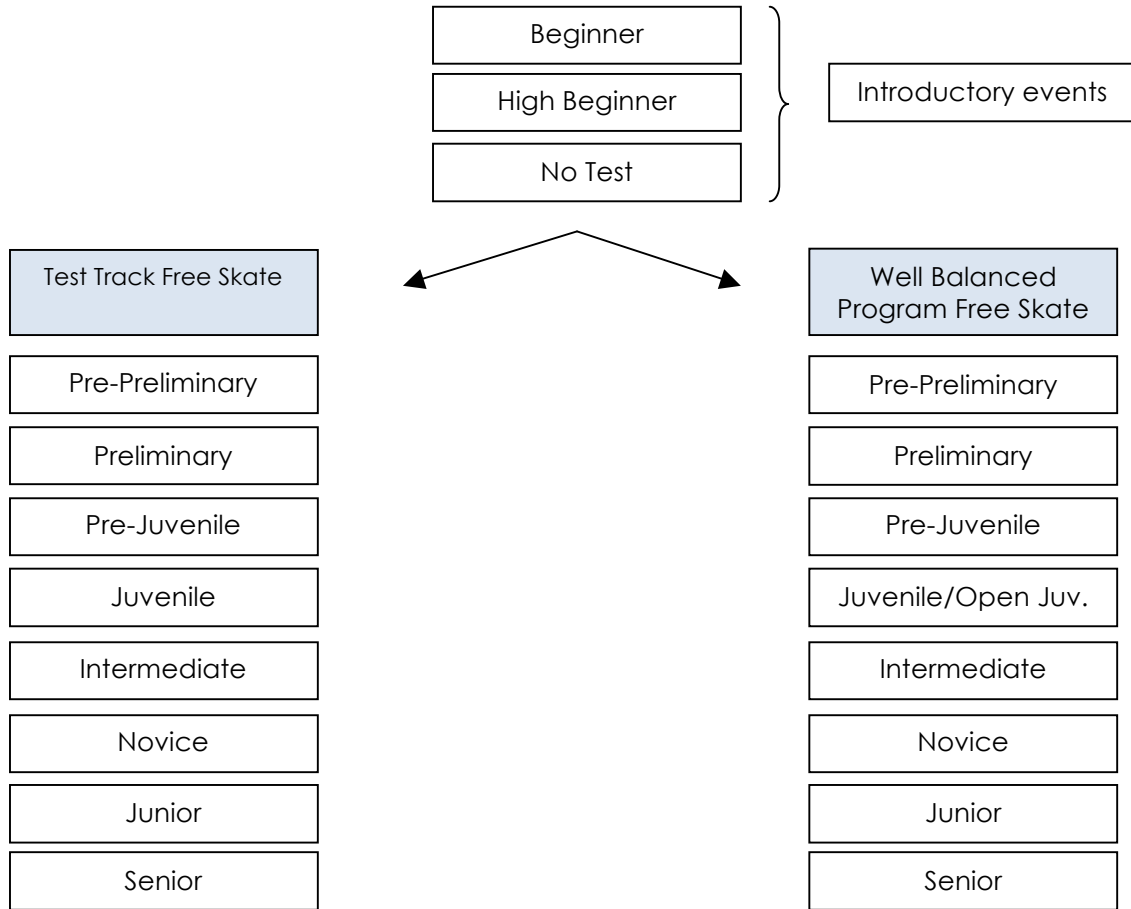 Beginner
High Beginner
Introductory events
No Test
Test Track Free Skate
Well Balanced
Program Free Skate
Pre-Preliminary
Pre-Preliminary
Preliminary
Preliminary
Pre-Juvenile
Pre-Juvenile
Juvenile
Juvenile/Open Juv.
Intermediate
Intermediate
Novice
Novice
Junior
Junior
Senior
Senior